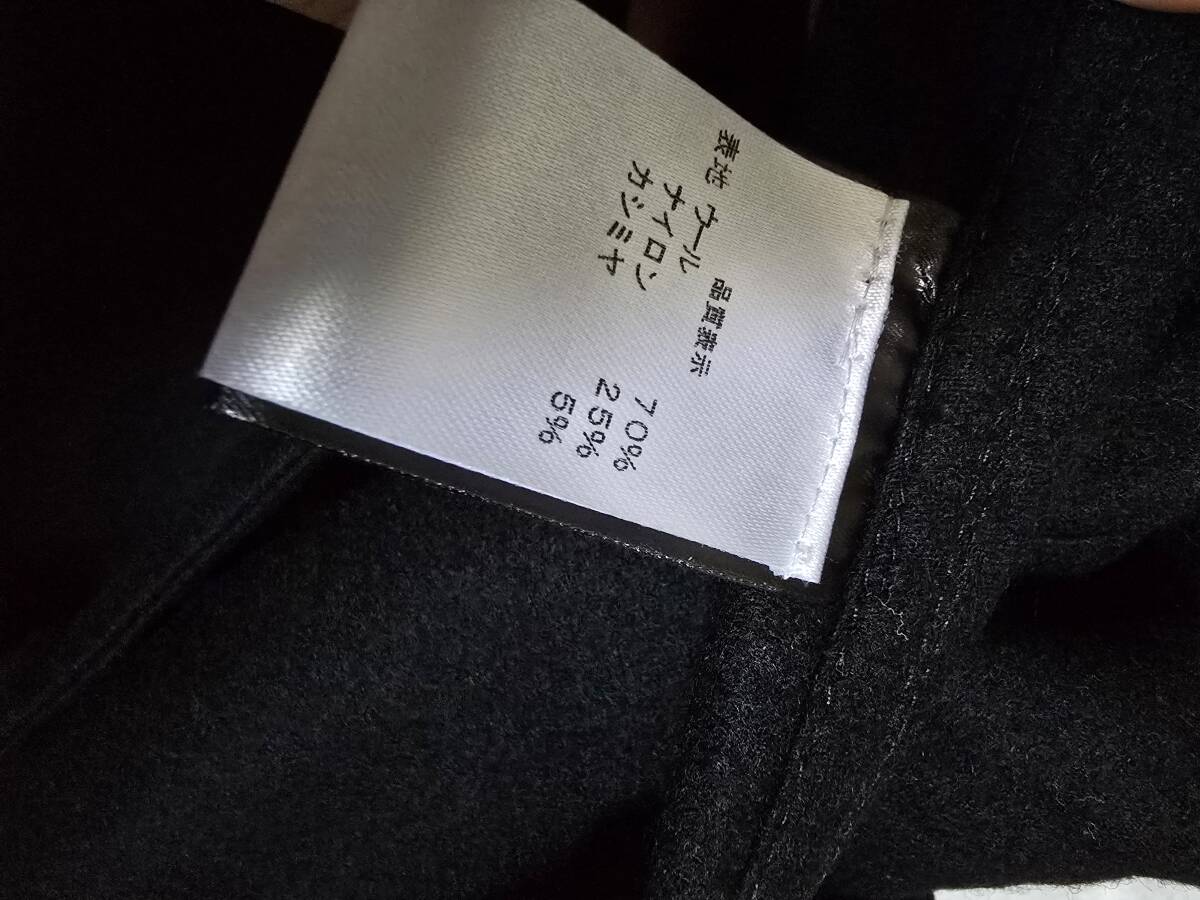 品質表示
表地 ウール 70%
ナイロン 25%
カシミヤ 5%